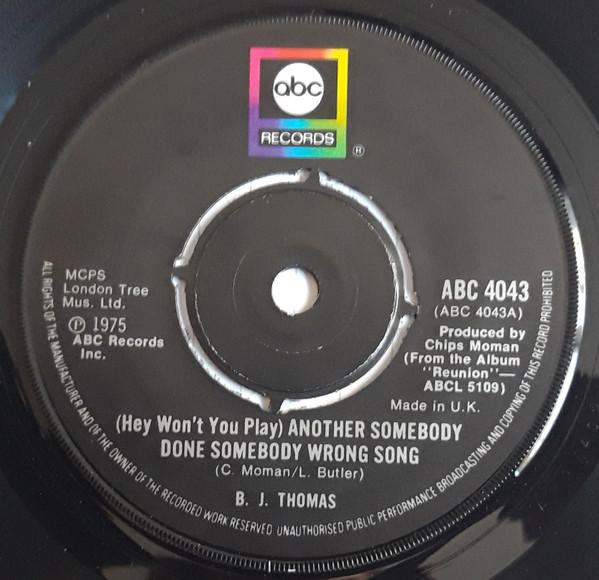 abc
RECORDS
®
MCPS
London Tree
Mus. Ltd.
Ⓟ 1975
ABC Records
Inc.
ABC 4043
(ABC 4043A)
Produced by
Chips Moman
(From the Album
"Reunion"—
ABCL 5109)
Made in U.K.
(Hey Won't You Play) ANOTHER SOMEBODY
DONE SOMEBODY WRONG SONG
(C. Moman/L. Butler)
B. J. THOMAS
ALL RIGHTS OF THE MANUFACTURER AND OF THE OWNER OF THE RECORDED WORK RESERVED UNAUTHORISED PUBLIC PERFORMANCE BROADCASTING AND COPYING OF THIS RECORD PROHIBITED